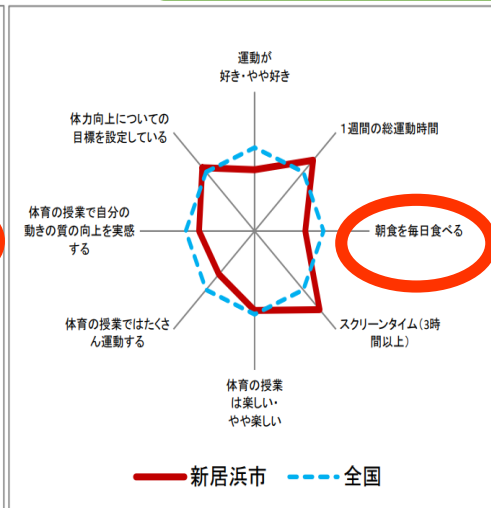 運動が
好き・やや好き
1週間の総運動時間
朝食を毎日食べる
スクリーンタイム(3時
間以上)
体育の授業
は楽しい・
やや楽しい
体育の授業ではたくさ
ん運動する
体育の授業で自分の
動きの質の向上を実感
する
体力向上についての
目標を設定している
新居浜市
全国